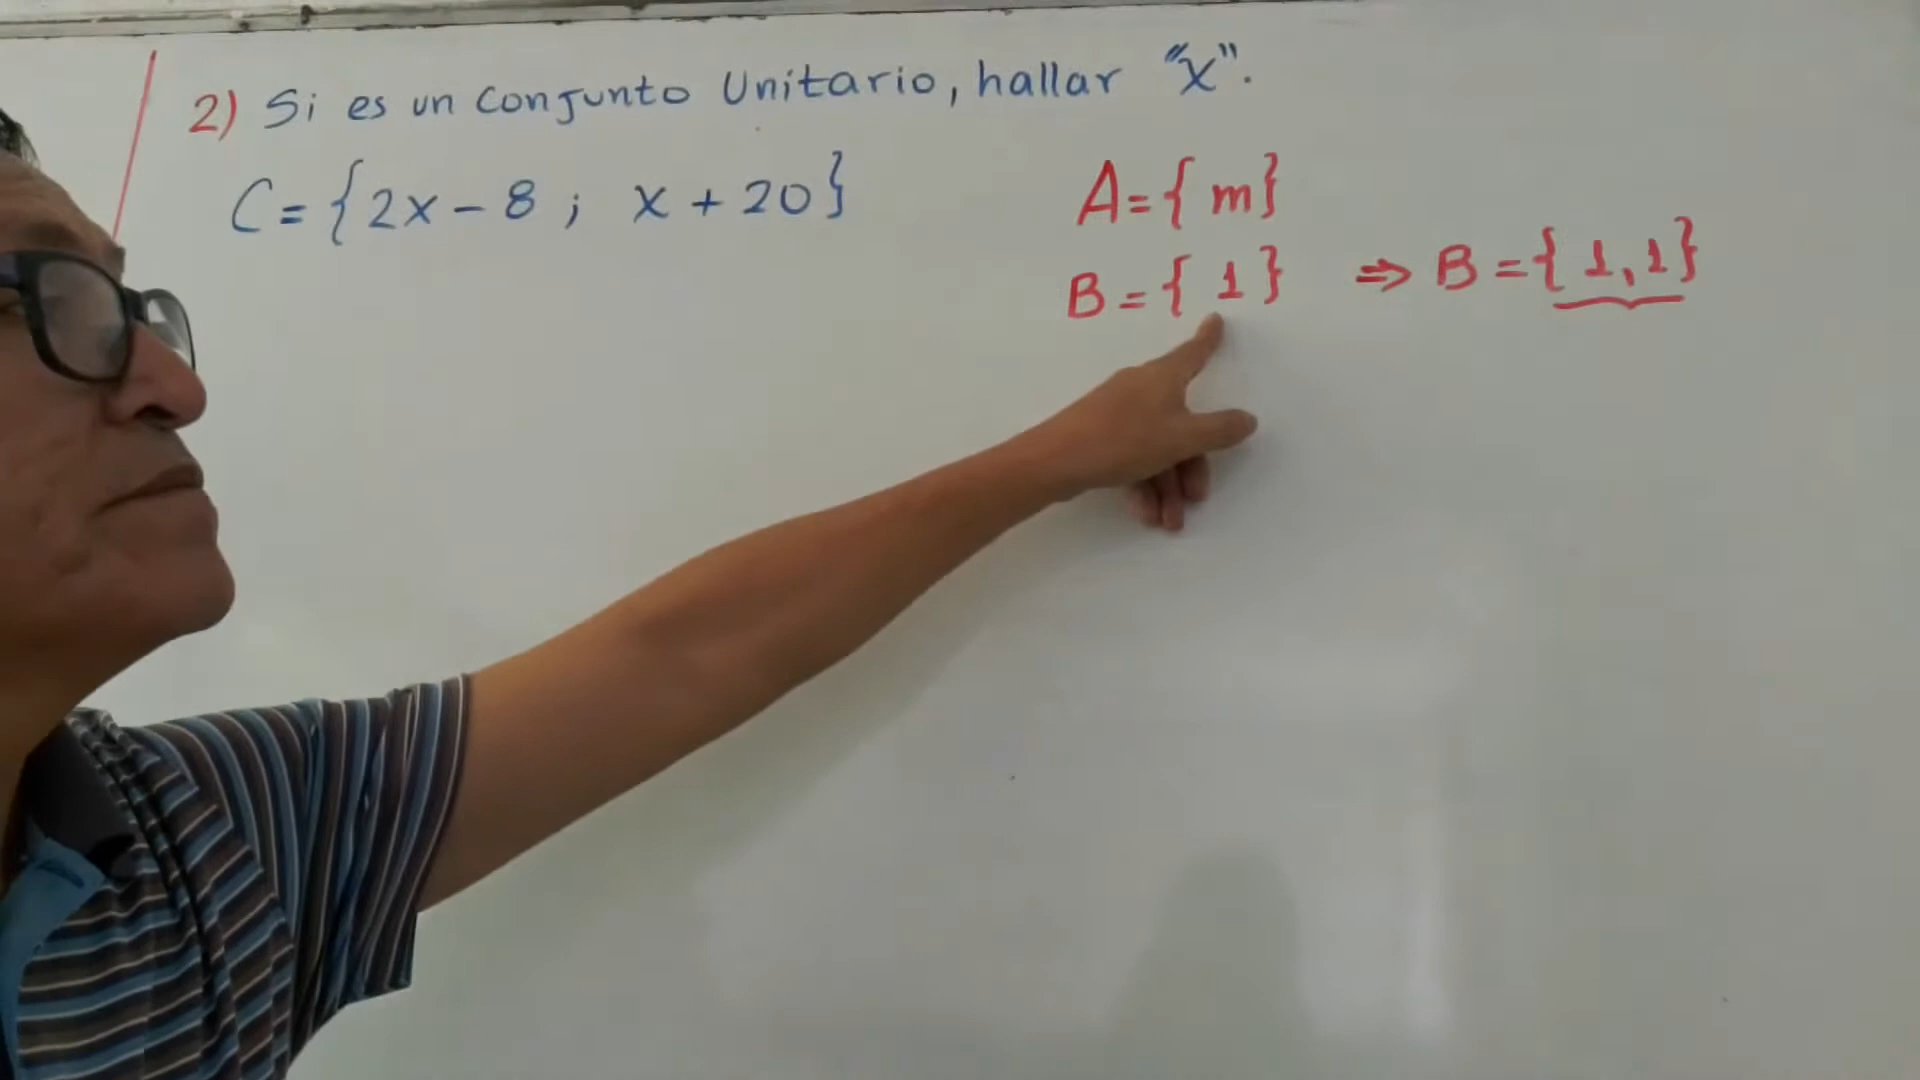 2) Si es un conjunto Unitario, hallar "x".
C = { 2x - 8 ; x + 20 }
A = { m }
B = { 1 } ⇒ B = { 1, 1 }